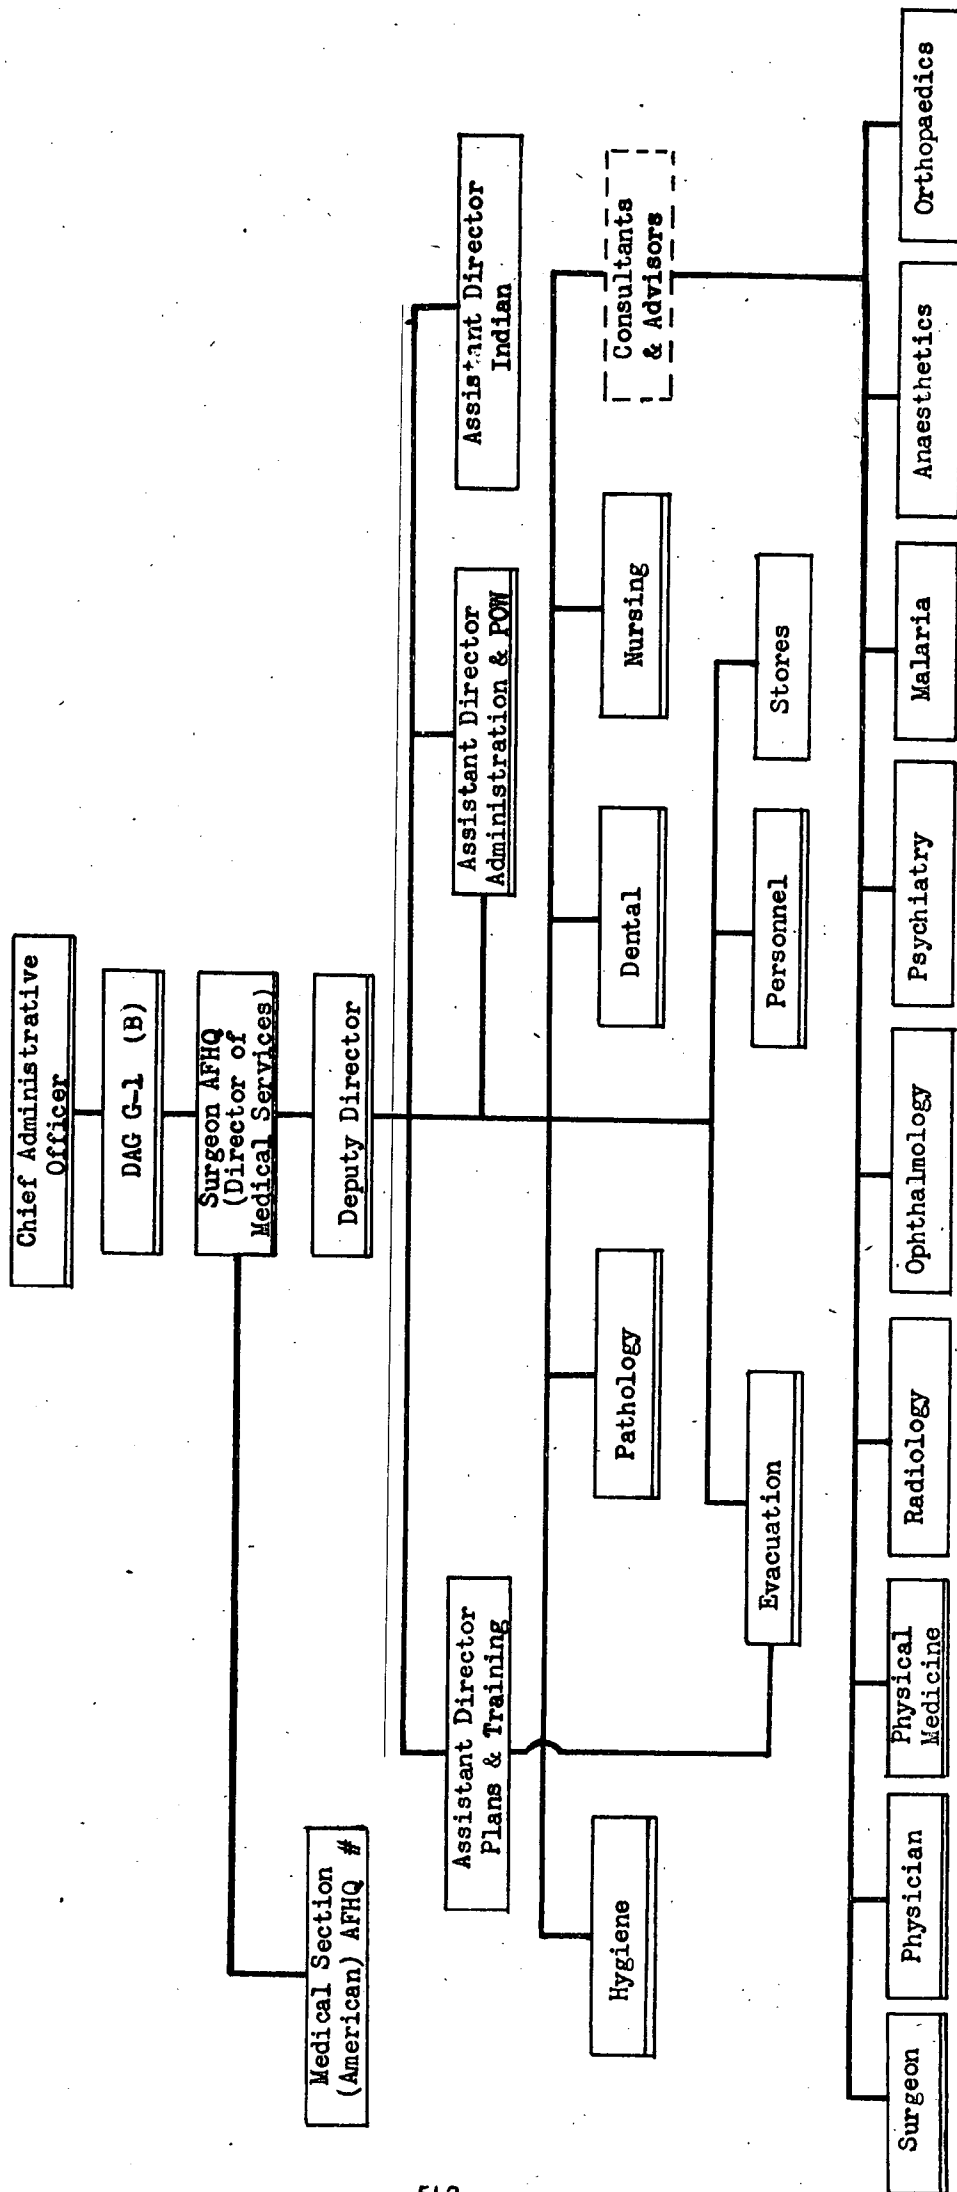 Chief Administrative
Officer
DAG G-1 (B)
Surgeon AFHQ
(Director of
Medical Services)
Deputy Director
Medical Section
(American) AFHQ #
Assistant Director
Plans & Training
Assistant Director
Administration & POW
Assistant Director
Indian
Hygiene
Pathology
Dental
Nursing
Consultants
& Advisors
Evacuation
Personnel
Stores
Surgeon
Physician
Physical
Medicine
Radiology
Ophthalmology
Psychiatry
Malaria
Anaesthetics
Orthopaedics